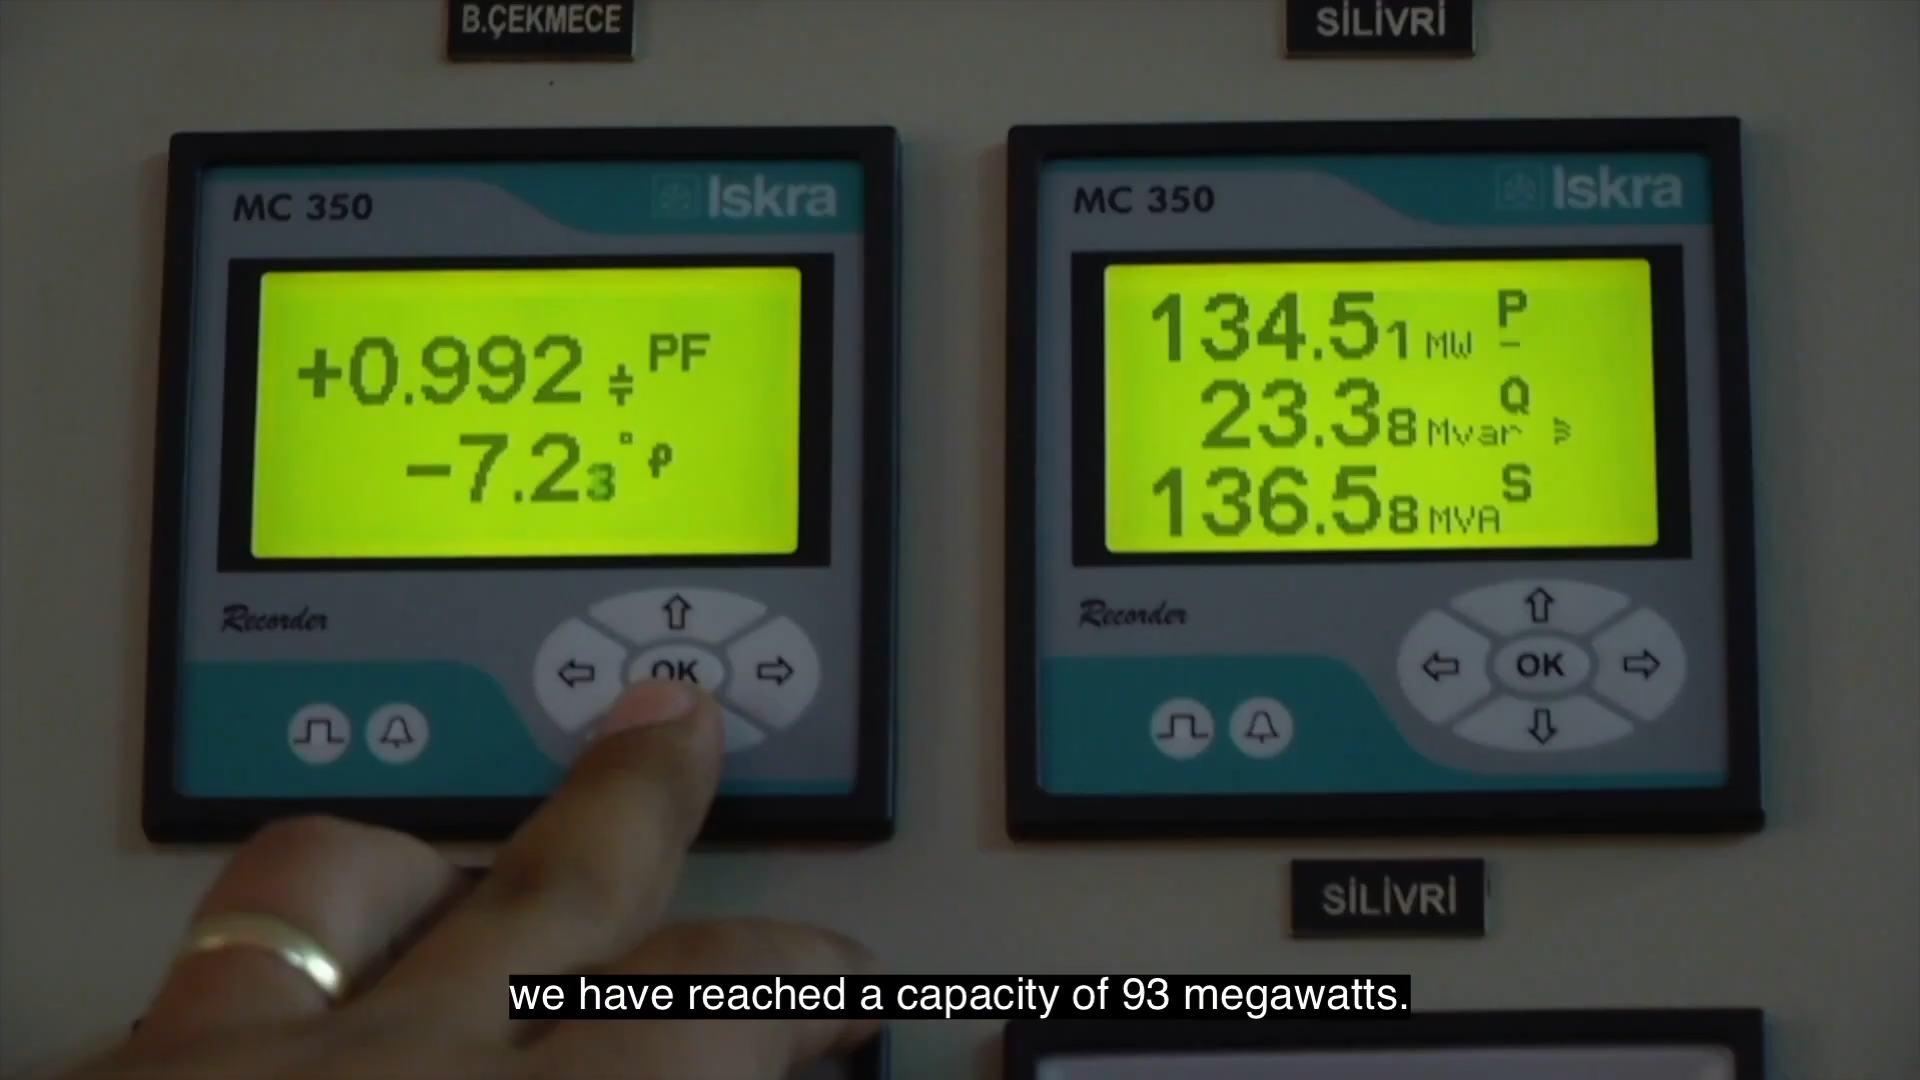 B.ÇEKMECE
SİLİVRİ
MC 350
Iskra
+0.992 PF
-7.23° φ
Recorder
OK
MC 350
Iskra
134.51 MW P
23.38 Mvar Q
136.58 MVA S
Recorder
OK
SİLİVRİ
we have reached a capacity of 93 megawatts.